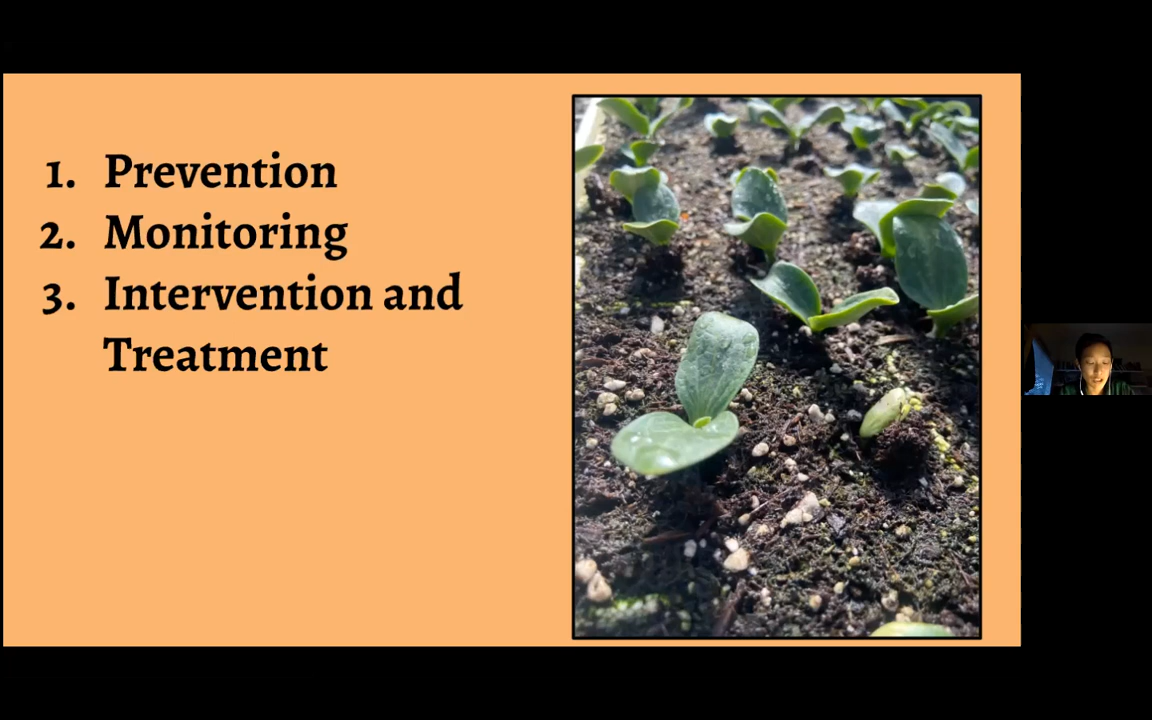 1. Prevention
2. Monitoring
3. Intervention and
Treatment